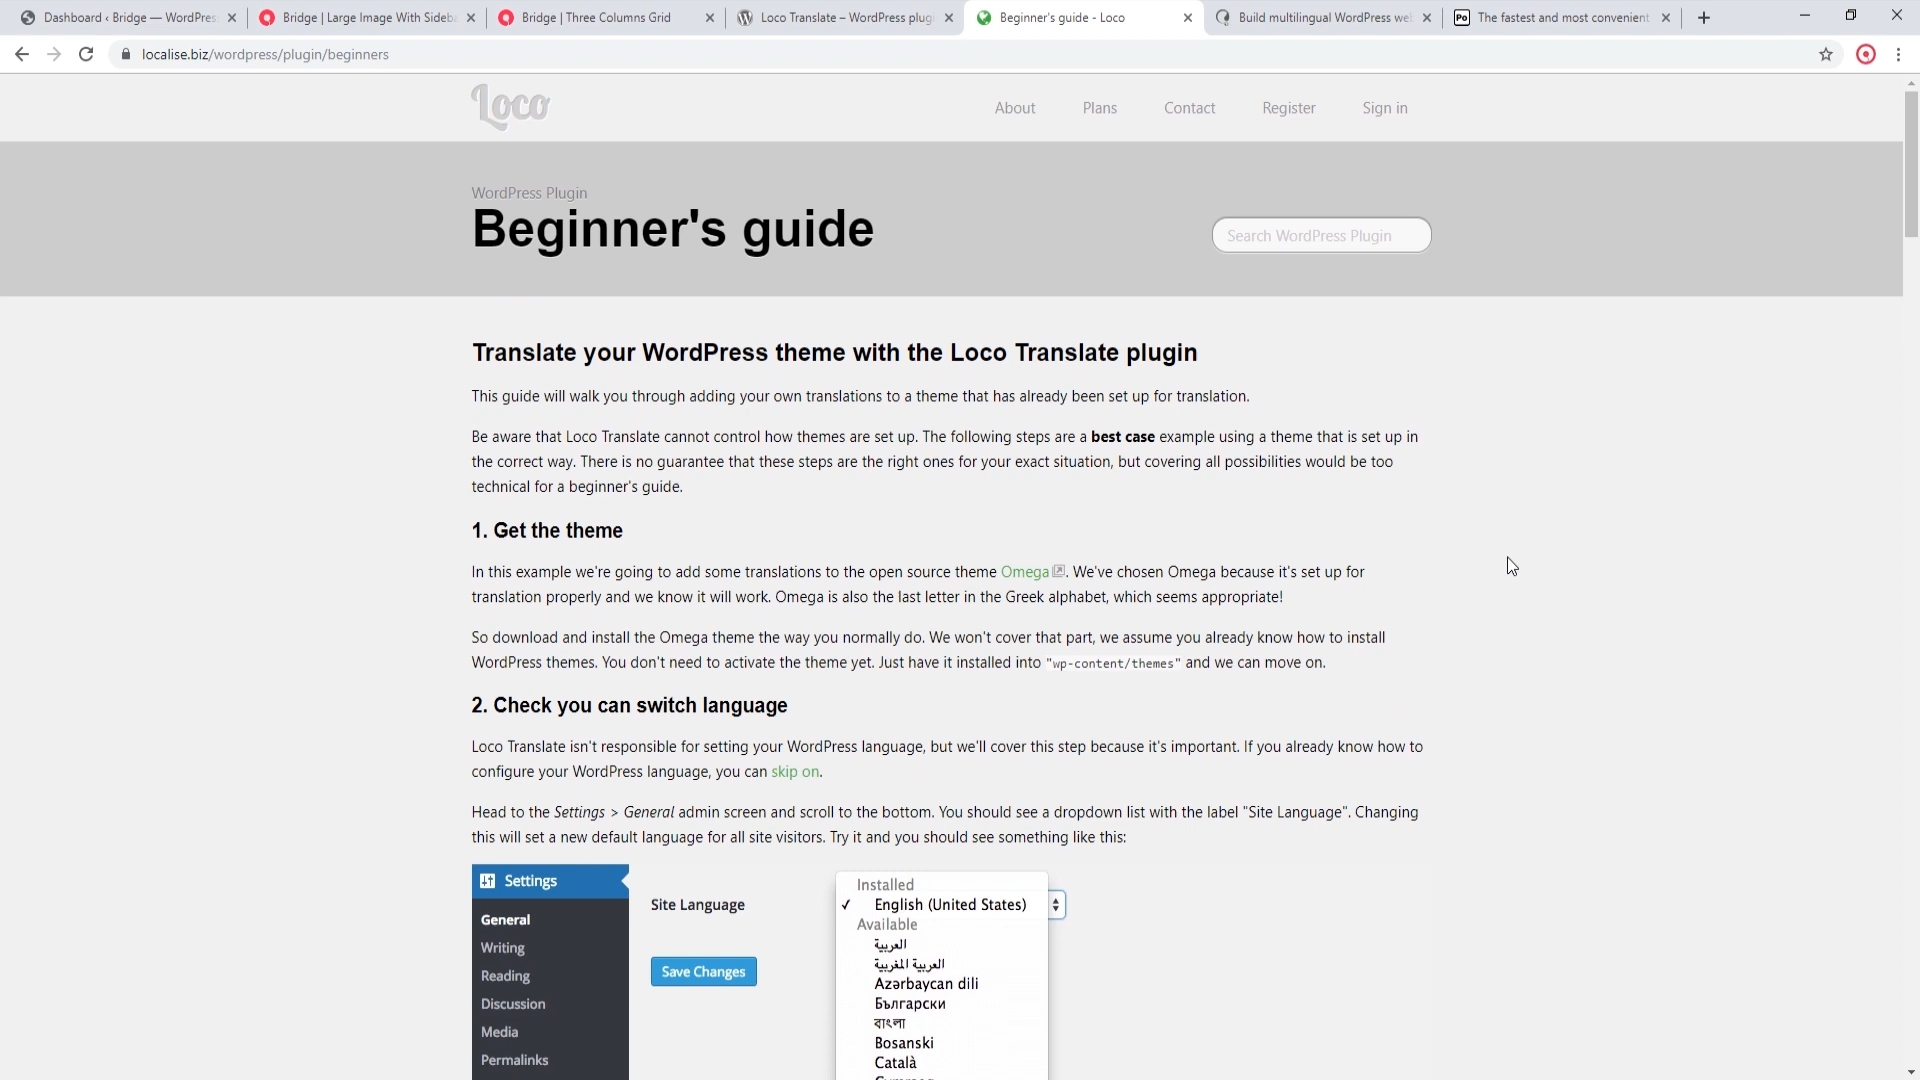 Dashboard ‹ Bridge — WordPres
Bridge | Large Image With Sideba
Bridge | Three Columns Grid
Loco Translate – WordPress plug
Beginner's guide - Loco
Build multilingual WordPress we
Po The fastest and most convenient
localise.biz/wordpress/plugin/beginners
Loco
About
Plans
Contact
Register
Sign in
WordPress Plugin
Beginner's guide
Search WordPress Plugin
Translate your WordPress theme with the Loco Translate plugin
This guide will walk you through adding your own translations to a theme that has already been set up for translation.
Be aware that Loco Translate cannot control how themes are set up. The following steps are a best case example using a theme that is set up in
the correct way. There is no guarantee that these steps are the right ones for your exact situation, but covering all possibilities would be too
technical for a beginner's guide.
1. Get the theme
In this example we're going to add some translations to the open source theme Omega. We've chosen Omega because it's set up for
translation properly and we know it will work. Omega is also the last letter in the Greek alphabet, which seems appropriate!
So download and install the Omega theme the way you normally do. We won't cover that part, we assume you already know how to install
WordPress themes. You don't need to activate the theme yet. Just have it installed into "wp-content/themes" and we can move on.
2. Check you can switch language
Loco Translate isn't responsible for setting your WordPress language, but we'll cover this step because it's important. If you already know how to
configure your WordPress language, you can skip on.
Head to the Settings > General admin screen and scroll to the bottom. You should see a dropdown list with the label "Site Language". Changing
this will set a new default language for all site visitors. Try it and you should see something like this:
Settings
General
Writing
Reading
Discussion
Media
Permalinks
Site Language
Save Changes
Installed
✓ English (United States)
Available
العربية
العربية المغربية
Azərbaycan dili
Български
বাংলা
Bosanski
Català